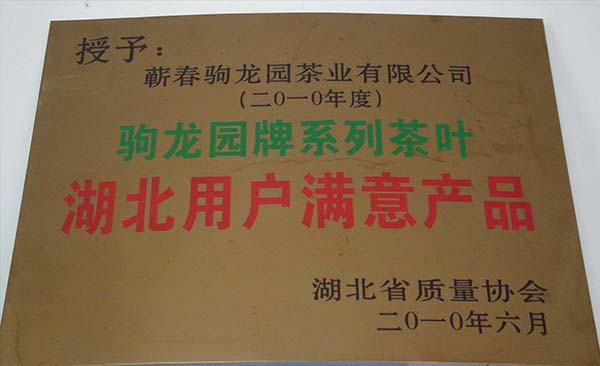 授予：
蕲春驹龙园茶业有限公司
(二0一0年度)
驹龙园牌系列茶叶
湖北用户满意产品
湖北省质量协会
二0一0年六月